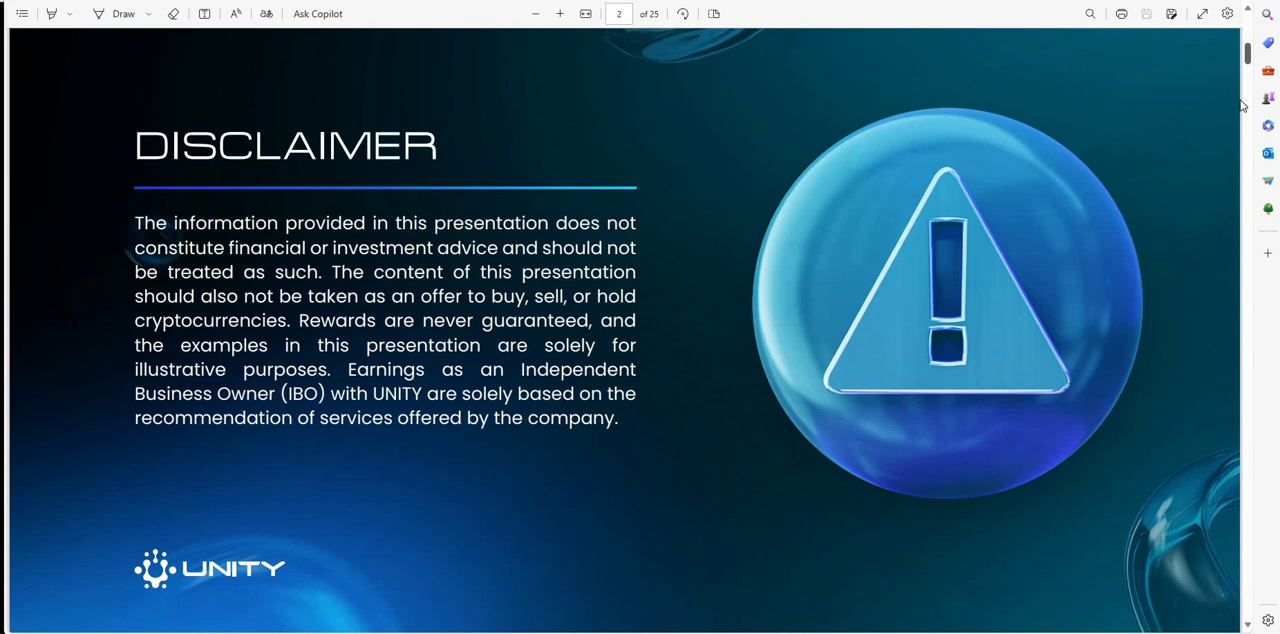 Draw
Ask Copilot
2 of 25
DISCLAIMER
The information provided in this presentation does not
constitute financial or investment advice and should not
be treated as such. The content of this presentation
should also not be taken as an offer to buy, sell, or hold
cryptocurrencies. Rewards are never guaranteed, and
the examples in this presentation are solely for
illustrative purposes. Earnings as an Independent
Business Owner (IBO) with UNITY are solely based on the
recommendation of services offered by the company.
UNITY